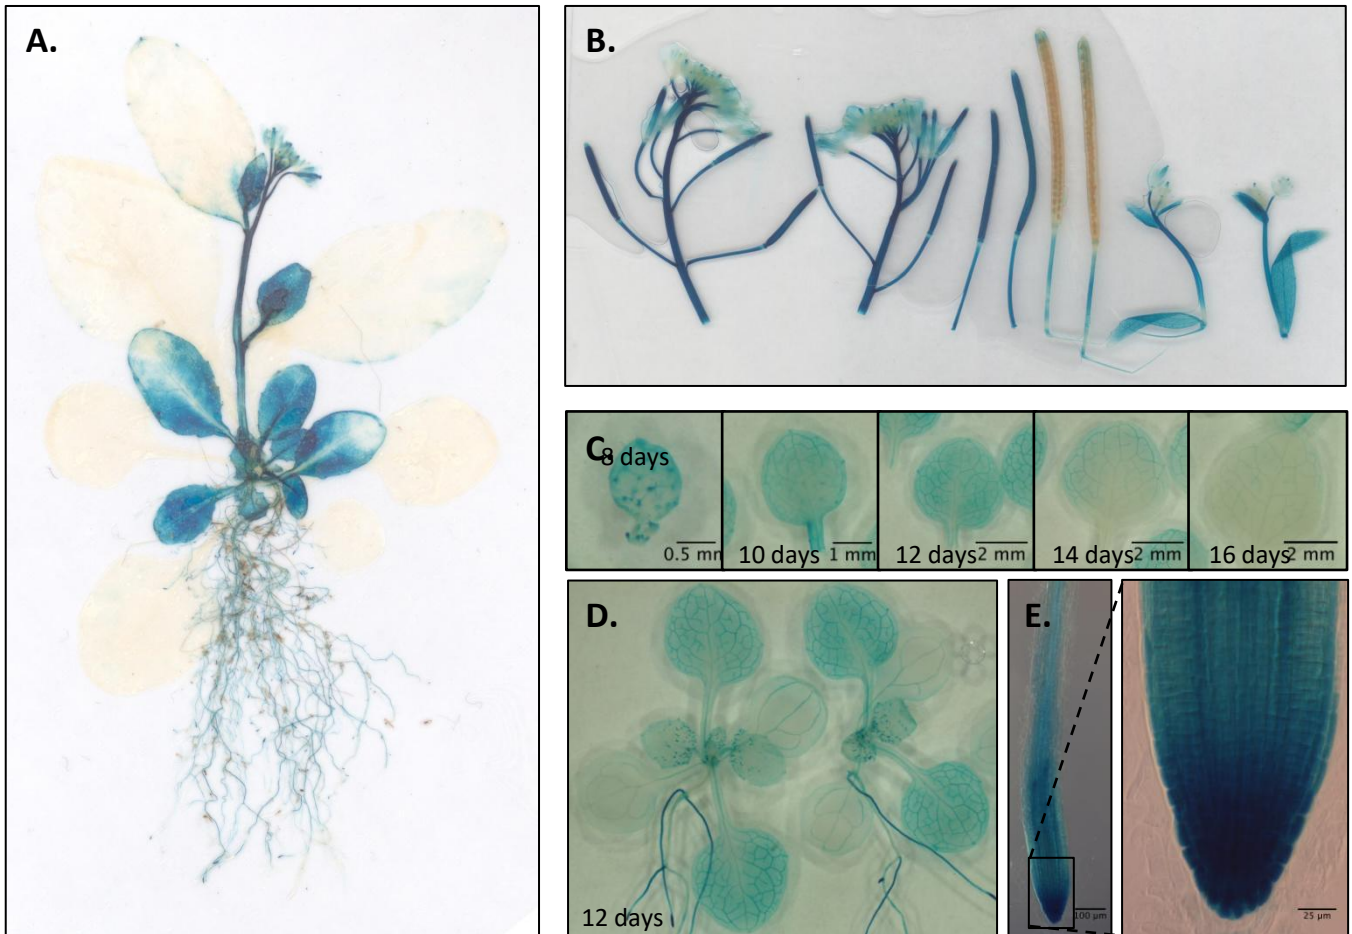 A.
B.
C.
8 days
0.5 mm
10 days
1 mm
12 days
2 mm
14 days
2 mm
16 days
2 mm
D.
12 days
E.
100 µm
25 µm